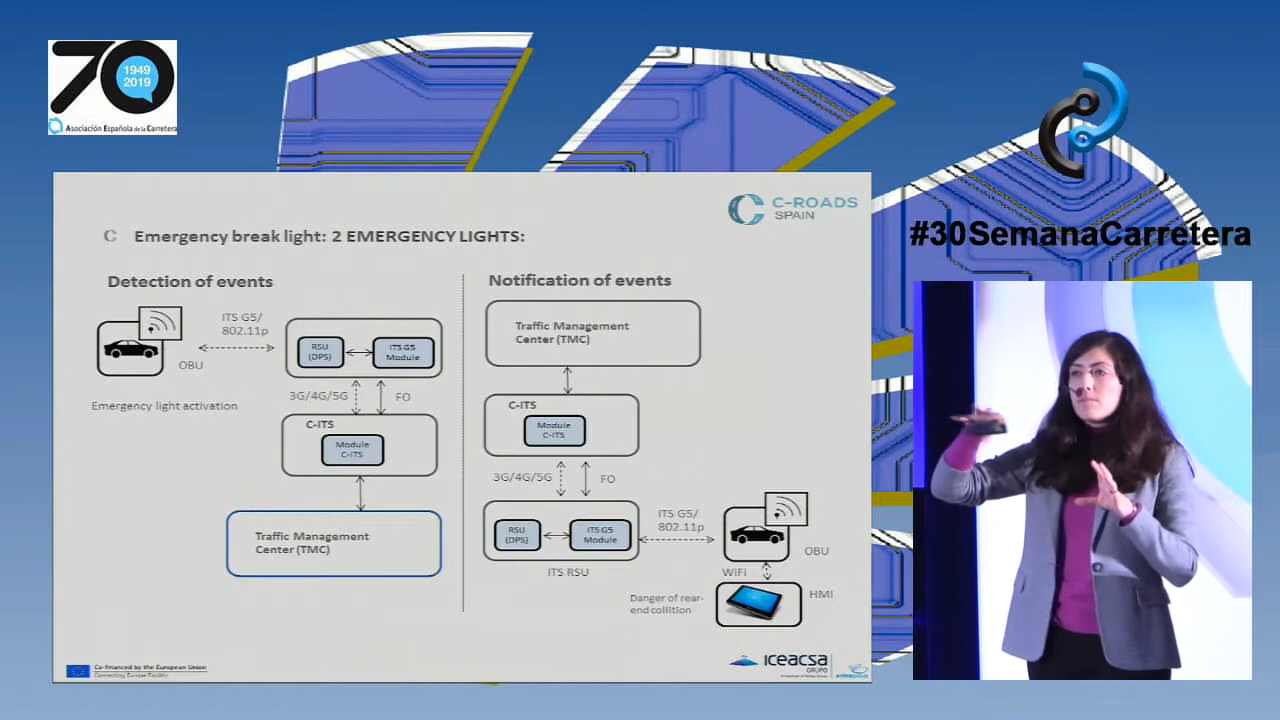 70
1949
2019
Asociación Española de la Carretera
#30SemanaCarretera
C-ROADS
SPAIN
Emergency break light: 2 EMERGENCY LIGHTS:
Detection of events
ITS G5/
802.11p
OBU
Emergency light activation
RSU
(DPS)
ITS G5
Module
3G/4G/5G
FO
C-ITS
Module
C-ITS
Traffic Management
Center (TMC)
Notification of events
Traffic Management
Center (TMC)
C-ITS
Module
C-ITS
3G/4G/5G
FO
RSU
(DPS)
ITS G5
Module
ITS RSU
ITS G5/
802.11p
OBU
WIFI
HMI
Danger of rear-
end collition
Co-financed by the European Union
Connecting Europe Facility
ICEACSA
GRUPO